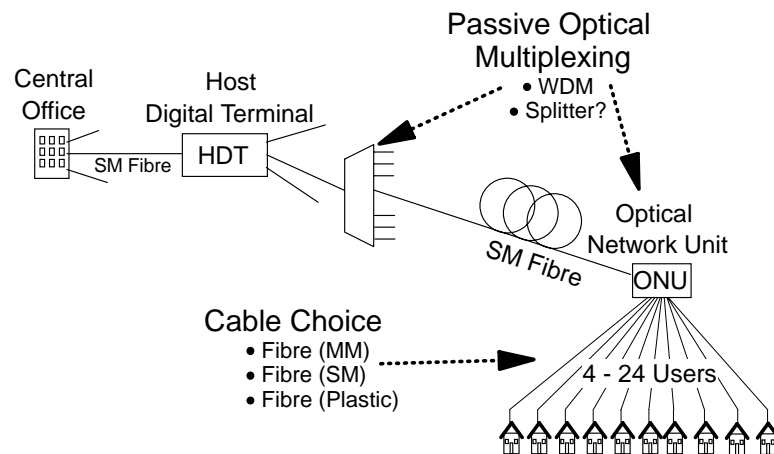 Passive Optical
Multiplexing
• WDM
• Splitter?
Central
Office
Host
Digital Terminal
SM Fibre
HDT
SM Fibre
Optical
Network Unit
ONU
Cable Choice
• Fibre (MM)
• Fibre (SM)
• Fibre (Plastic)
4 - 24 Users